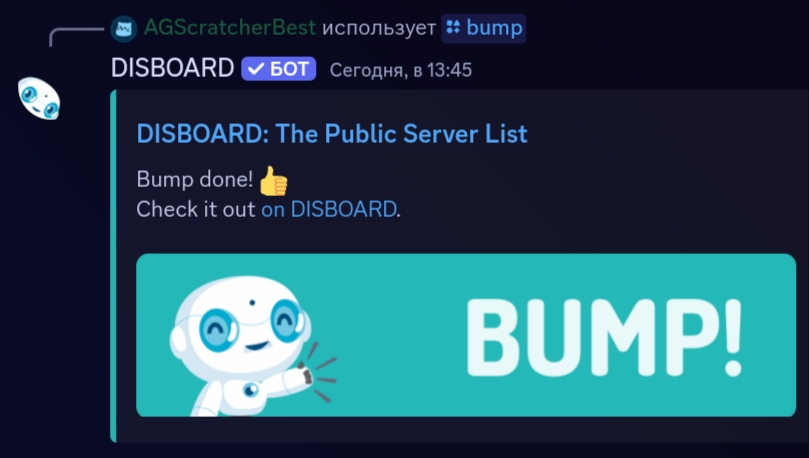 AGScratcherBest использует bump
DISBOARD БОТ Сегодня, в 13:45
DISBOARD: The Public Server List
Bump done! 👍
Check it out on DISBOARD.
BUMP!